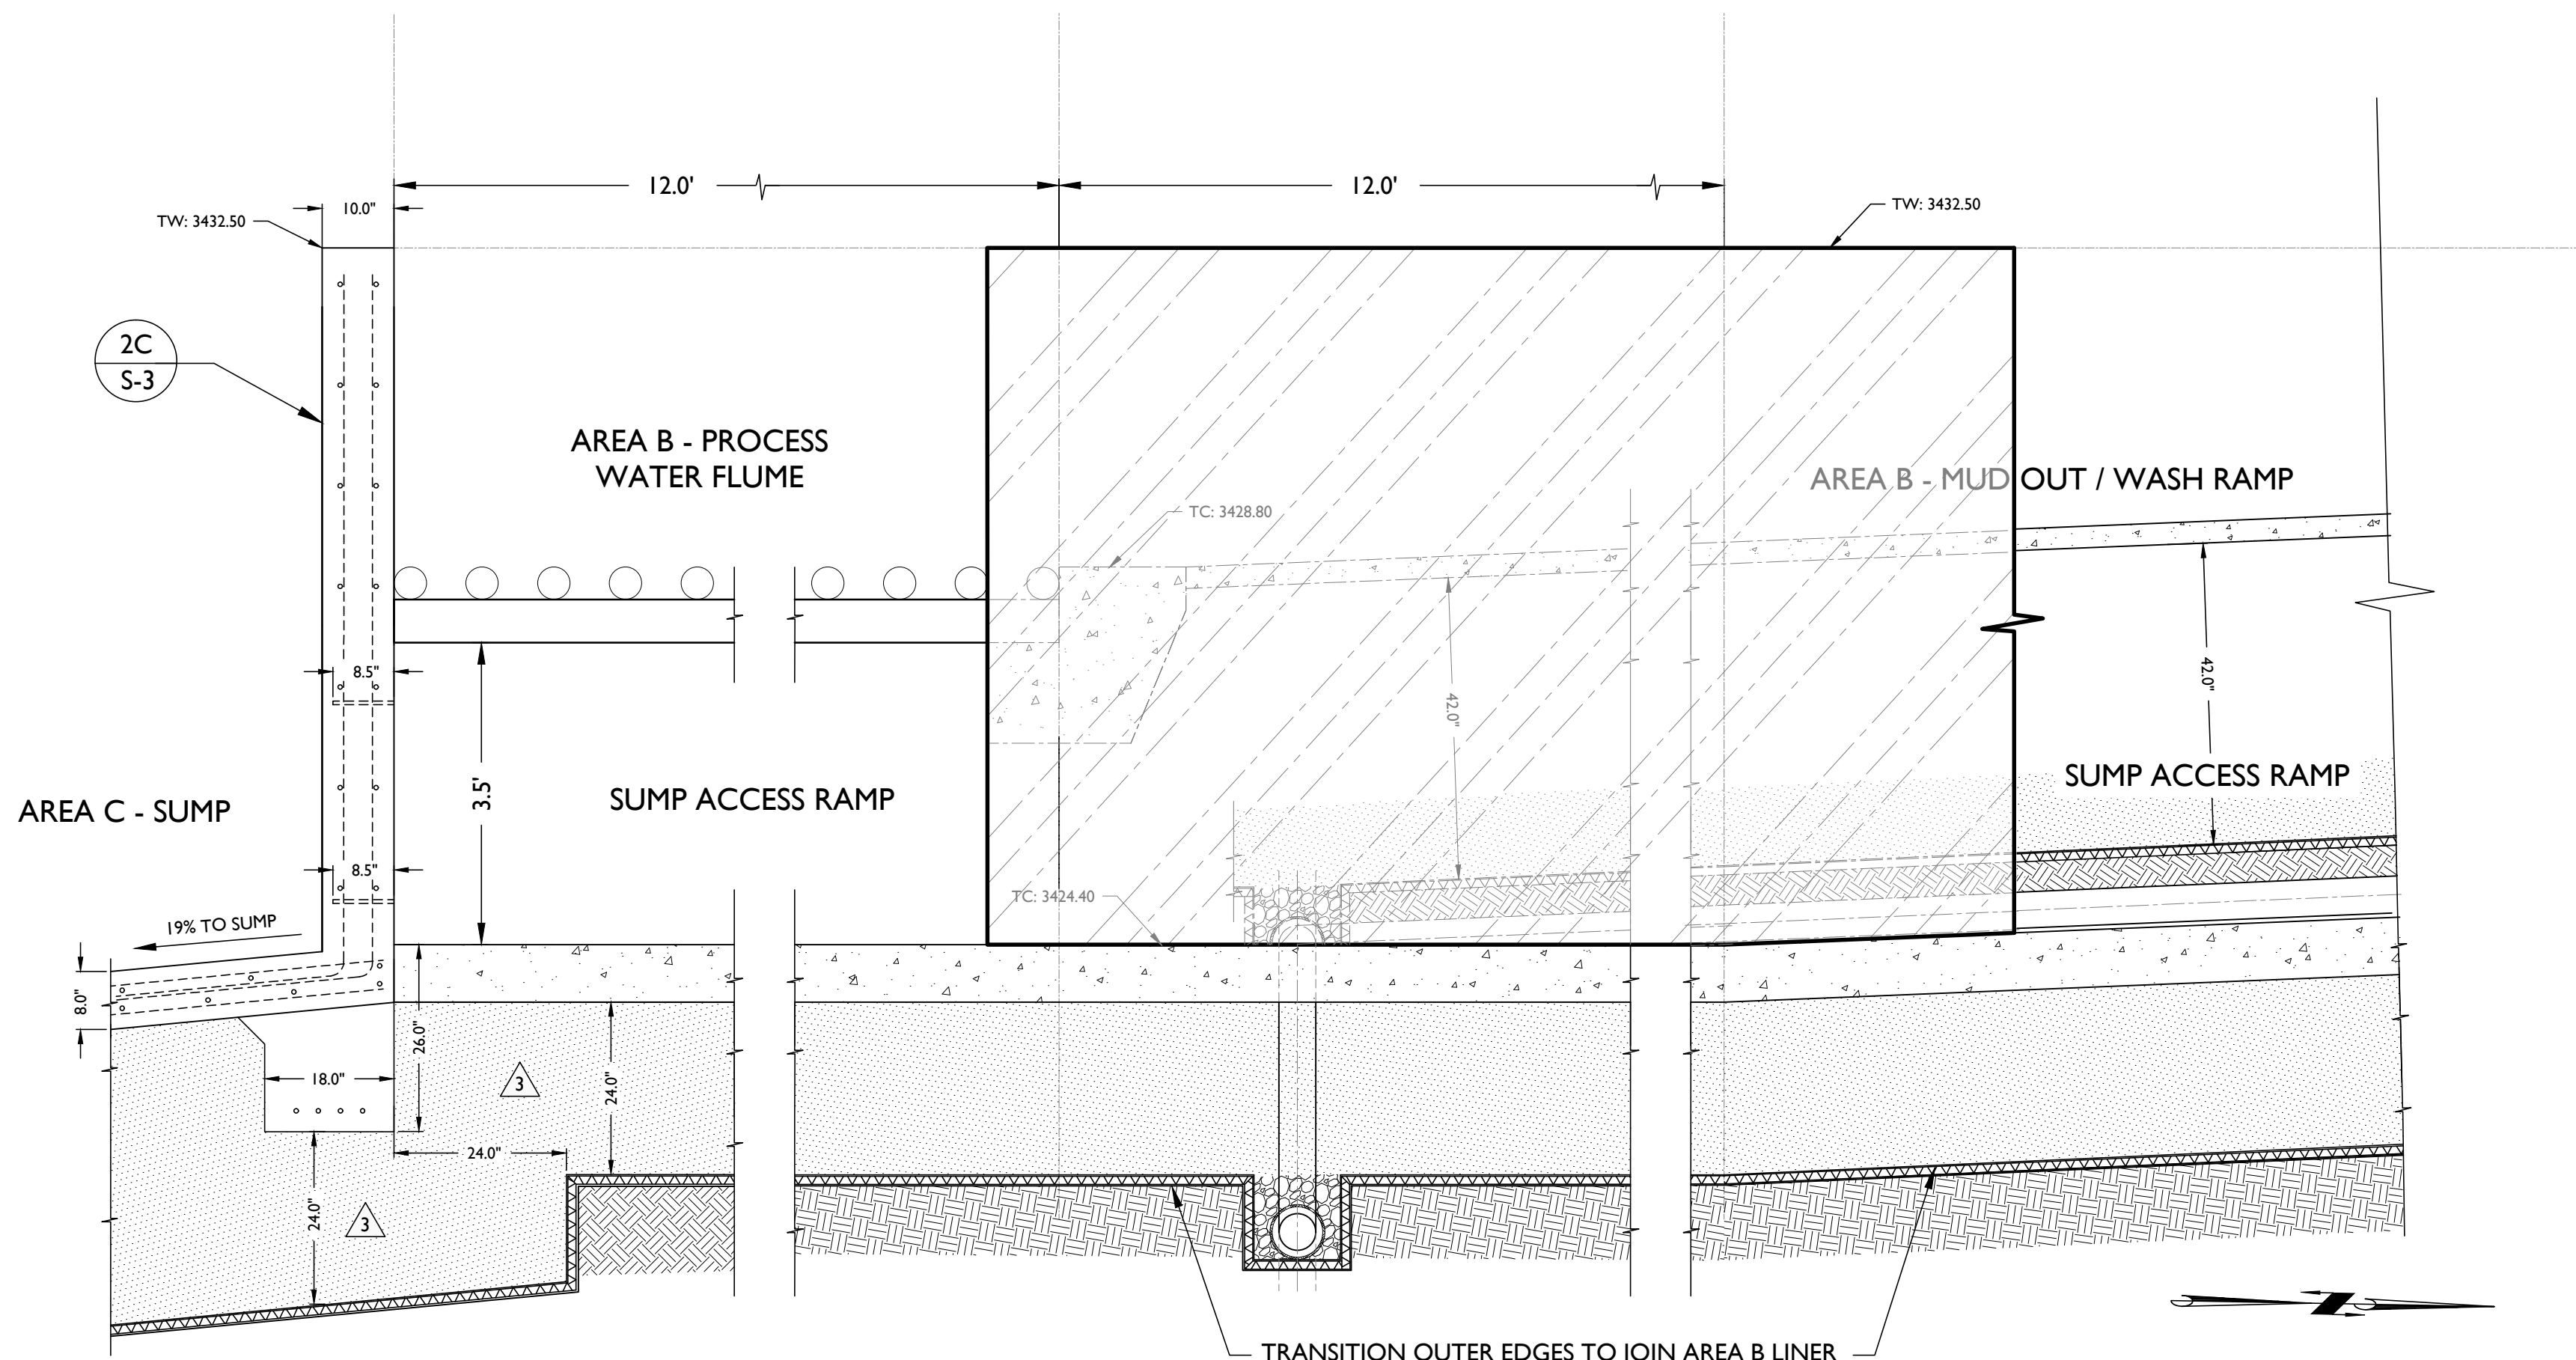 12.0'
12.0'
10.0"
TW: 3432.50
TW: 3432.50
2C
S-3
AREA B - PROCESS
WATER FLUME
AREA B - MUD OUT / WASH RAMP
TC: 3428.80
8.5"
42.0"
42.0"
3.5'
SUMP ACCESS RAMP
SUMP ACCESS RAMP
AREA C - SUMP
8.5"
TC: 3424.40
19% TO SUMP
8.0"
26.0"
18.0"
3
24.0"
24.0"
24.0"
3
TRANSITION OUTER EDGES TO JOIN AREA B LINER